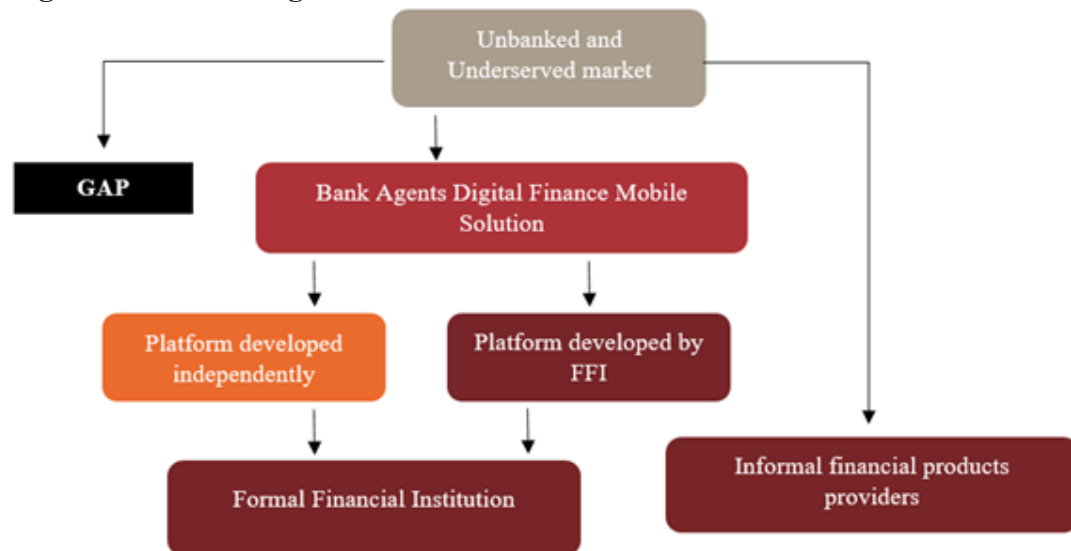 Unbanked and
Underserved market
GAP
Bank Agents Digital Finance Mobile
Solution
Platform developed
independently
Platform developed by
FFI
Formal Financial Institution
Informal financial products
providers